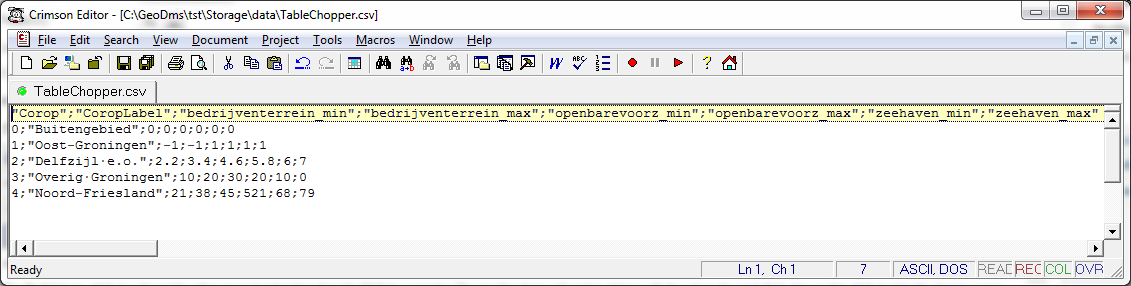 Crimson Editor - [C:\GeoDms\tst\Storage\data\TableChopper.csv]
File Edit Search View Document Project Tools Macros Window Help
TableChopper.csv
"Corop";"CoropLabel";"bedrijventerrein_min";"bedrijventerrein_max";"openbarevoorz_min";"openbarevoorz_max";"zeehaven_min";"zeehaven_max"
0;"Buitengebied";0;0;0;0;0;0
1;"Oost-Groningen";-1;-1;1;1;1;1
2;"Delfzijl·e.o.";2.2;3.4;4.6;5.8;6;7
3;"Overig·Groningen";10;20;30;20;10;0
4;"Noord-Friesland";21;38;45;521;68;79
Ready Ln 1, Ch 1 7 ASCII, DOS READ REC COL OVR